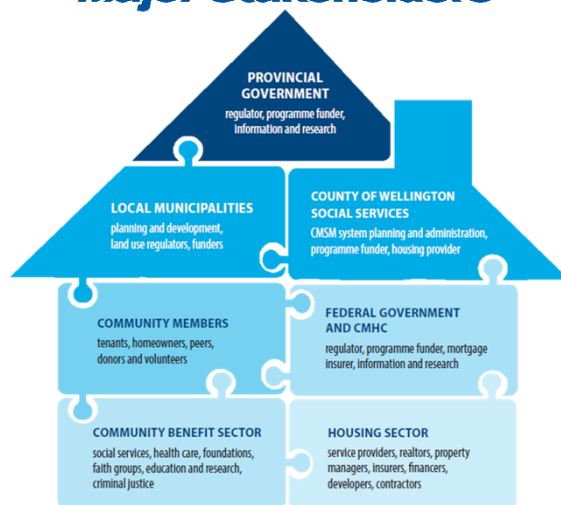 Major Stakeholders
PROVINCIAL
GOVERNMENT
regulator, programme funder,
information and research
LOCAL MUNICIPALITIES
planning and development,
land use regulators, funders
COUNTY OF WELLINGTON
SOCIAL SERVICES
CMSM system planning and administration,
programme funder, housing provider
COMMUNITY MEMBERS
tenants, homeowners, peers,
donors and volunteers
FEDERAL GOVERNMENT
AND CMHC
regulator, programme funder, mortgage
insurer, information and research
COMMUNITY BENEFIT SECTOR
social services, health care, foundations,
faith groups, education and research,
criminal justice
HOUSING SECTOR
service providers, realtors, property
managers, insurers, financers,
developers, contractors